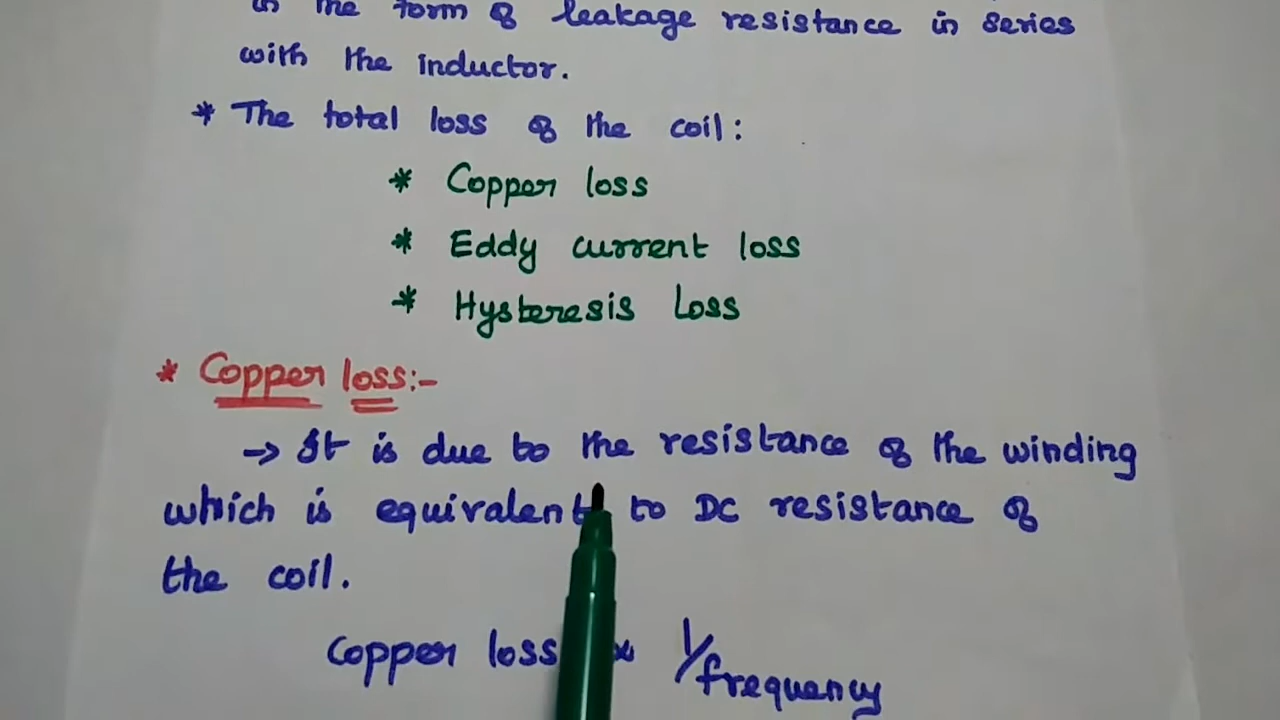 in the form of leakage resistance in series
with the inductor.
* The total loss of the coil:
* Copper loss
* Eddy current loss
* Hysteresis Loss
* Copper loss:-
→ It is due to the resistance of the winding
which is equivalent to DC resistance of
the coil.
Copper loss ∝ 1/frequency